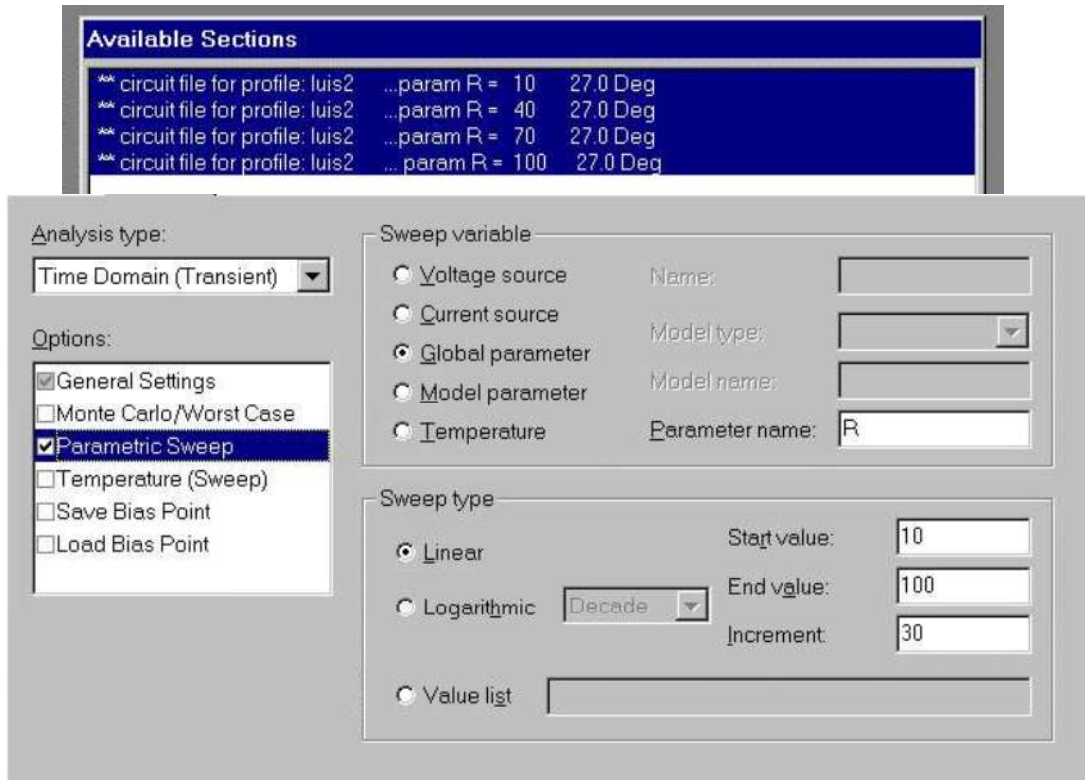 Available Sections
** circuit file for profile: luis2 ...param R = 10 27.0 Deg
** circuit file for profile: luis2 ...param R = 40 27.0 Deg
** circuit file for profile: luis2 ...param R = 70 27.0 Deg
** circuit file for profile: luis2 ... param R = 100 27.0 Deg
Analysis type:
Time Domain (Transient)
Options:
General Settings
Monte Carlo/Worst Case
Parametric Sweep
Temperature (Sweep)
Save Bias Point
Load Bias Point
Sweep variable
Voltage source
Name:
Current source
Model type:
Global parameter
Model parameter
Model name:
Temperature
Parameter name: R
Sweep type
Linear
Start value: 10
Logarithmic Decade
End value: 100
Increment: 30
Value list